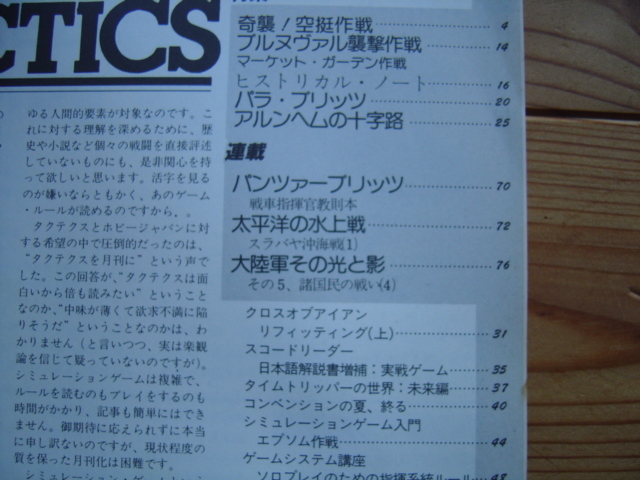 CTICS
ゆる人間的要素が対象なのです。こ
れに対する理解を深めるために、歴
史や小説など個々の戦闘を直接評述
していないものにも、是非関心を持
って欲しいと思います。活字を見る
のが嫌いならともかく、あのゲーム
・ルールが読めるのですから、。
タクテクスとホビージャパンに対
する希望の中で圧倒的だったのは、
“タクテクスを月刊に” という声で
した。この回答が、“タクテクスは面
白いから倍も読みたい” ということ
なのか、“中味が薄くて欲求不満に陥
りそうだ” ということなのかは、わ
かりません（と言いつつ、実は楽観
論を信じて疑っていないのですが）。
シミュレーションゲームは複雑で、
ルールを読むのもプレイをするのも
時間がかかり、記事も簡単にはでき
ません。御期待に応えられずに本当
に申し訳ないのですが、現状程度の
質を保った月刊化は困難です。
奇襲！空挺作戦 4
ブルヌヴァル襲撃作戦 14
マーケット・ガーデン作戦
ヒストリカル・ノート 16
パラ・ブリッツ 20
アルンヘムの十字路 25
連載
パンツァーブリッツ 70
戦車指揮官教則本
太平洋の水上戦 72
スラバヤ沖海戦(1)
大陸軍その光と影 76
その5、諸国民の戦い(4)
クロスオブアイアン
リフィッティング(上) 31
スコードリーダー
日本語解説書増補：実戦ゲーム 35
タイムトリッパーの世界：未来編 37
コンベンションの夏、終る 40
シミュレーションゲーム入門
エプソム作戦 44
ゲームシステム講座
ソロプレイのための指揮系統ルール 48